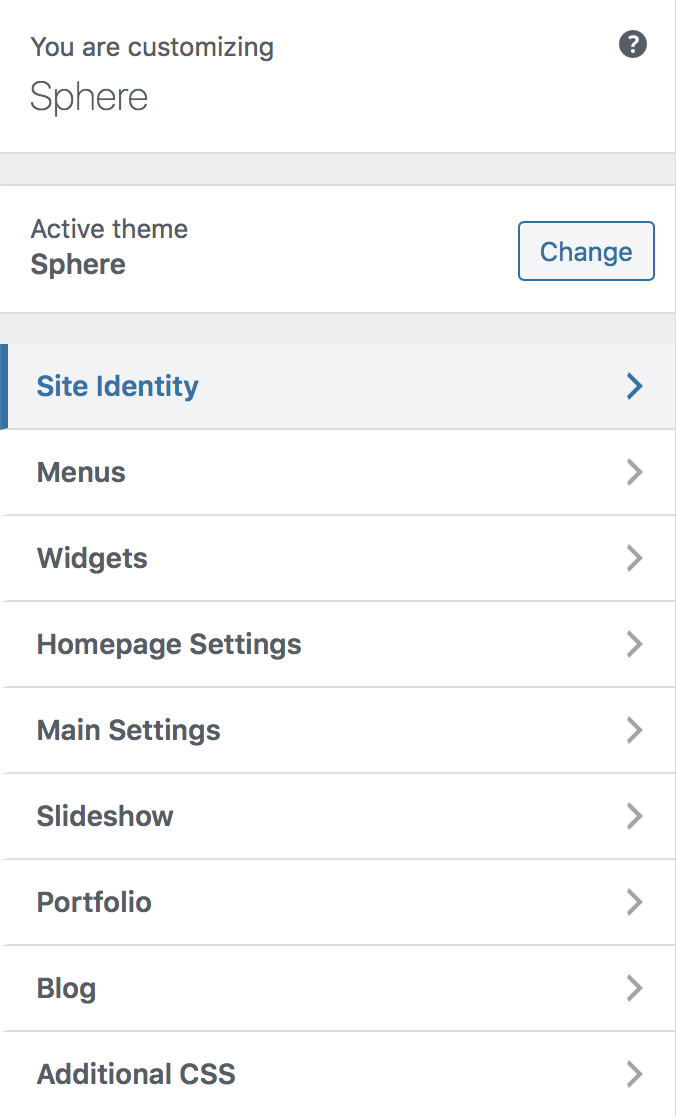 You are customizing
?
Sphere
Active theme
Sphere
Change
Site Identity
Menus
Widgets
Homepage Settings
Main Settings
Slideshow
Portfolio
Blog
Additional CSS